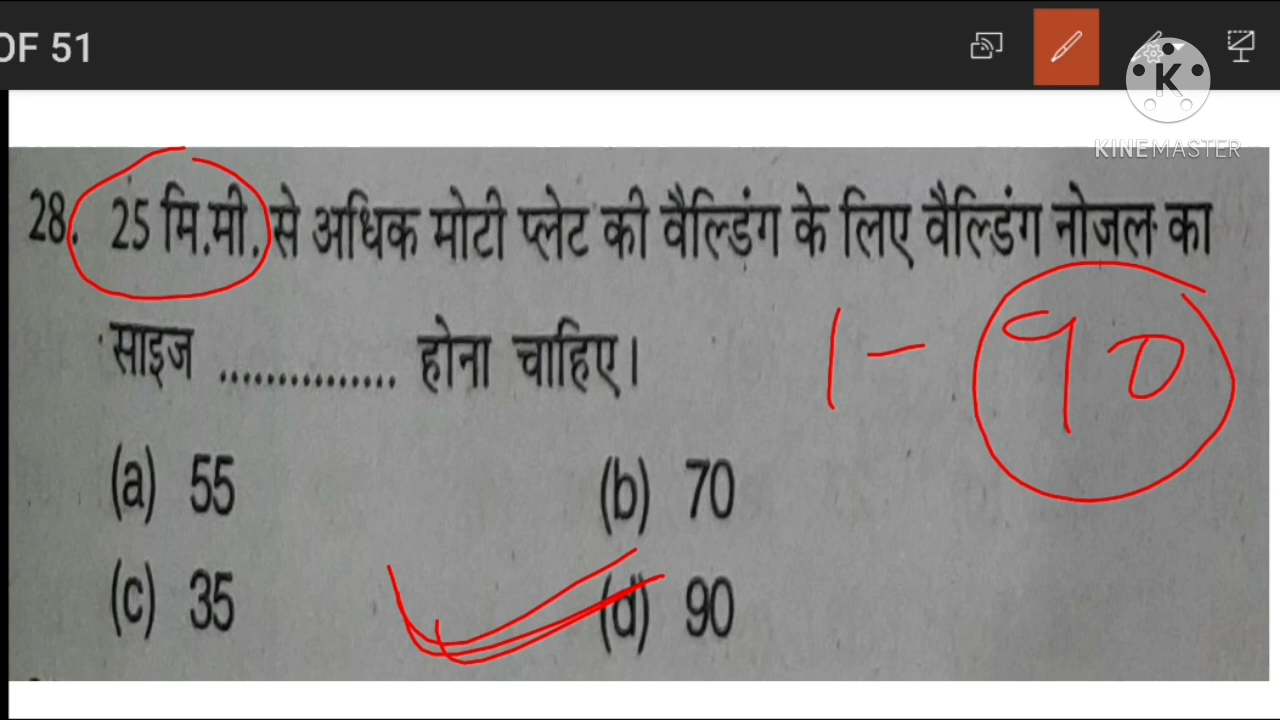 OF 51
K
KINEMASTER
28. 25 मि.मी. से अधिक मोटी प्लेट की वैल्डिंग के लिए वैल्डिंग नोजल का
साइज ............... होना चाहिए।
1 - 90
(a) 55 (b) 70
(c) 35 (d) 90